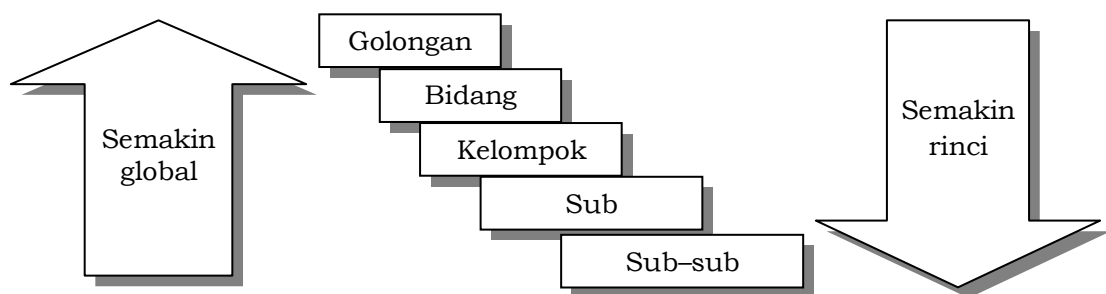 Semakin
global
Golongan
Bidang
Kelompok
Sub
Sub–sub
Semakin
rinci